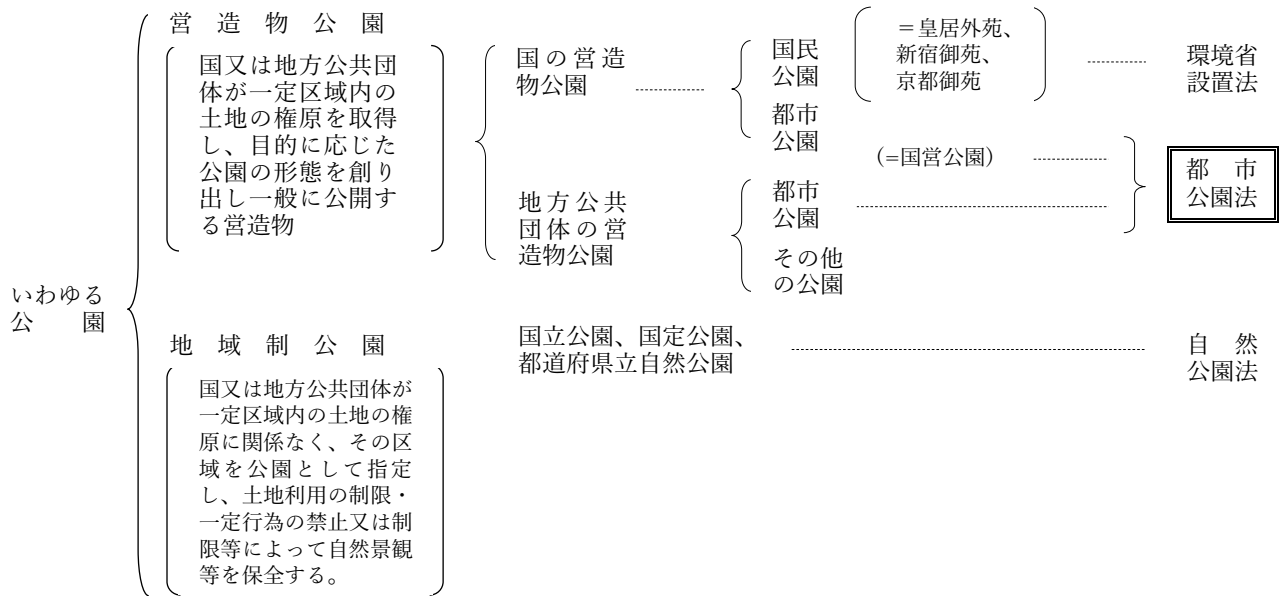 いわゆる
公園
営造物公園
国又は地方公共団
体が一定区域内の
土地の権原を取得
し、目的に応じた
公園の形態を創り
出し一般に公開す
る営造物
国の営造
物公園
国民
公園
＝皇居外苑、
新宿御苑、
京都御苑
環境省
設置法
都市
公園
(=国営公園)
地方公共
団体の営
造物公園
都市
公園
都市
公園法
その他
の公園
地域制公園
国又は地方公共団体が
一定区域内の土地の権
原に関係なく、その区
域を公園として指定
し、土地利用の制限・
一定行為の禁止又は制
限等によって自然景観
等を保全する。
国立公園、国定公園、
都道府県立自然公園
自然
公園法